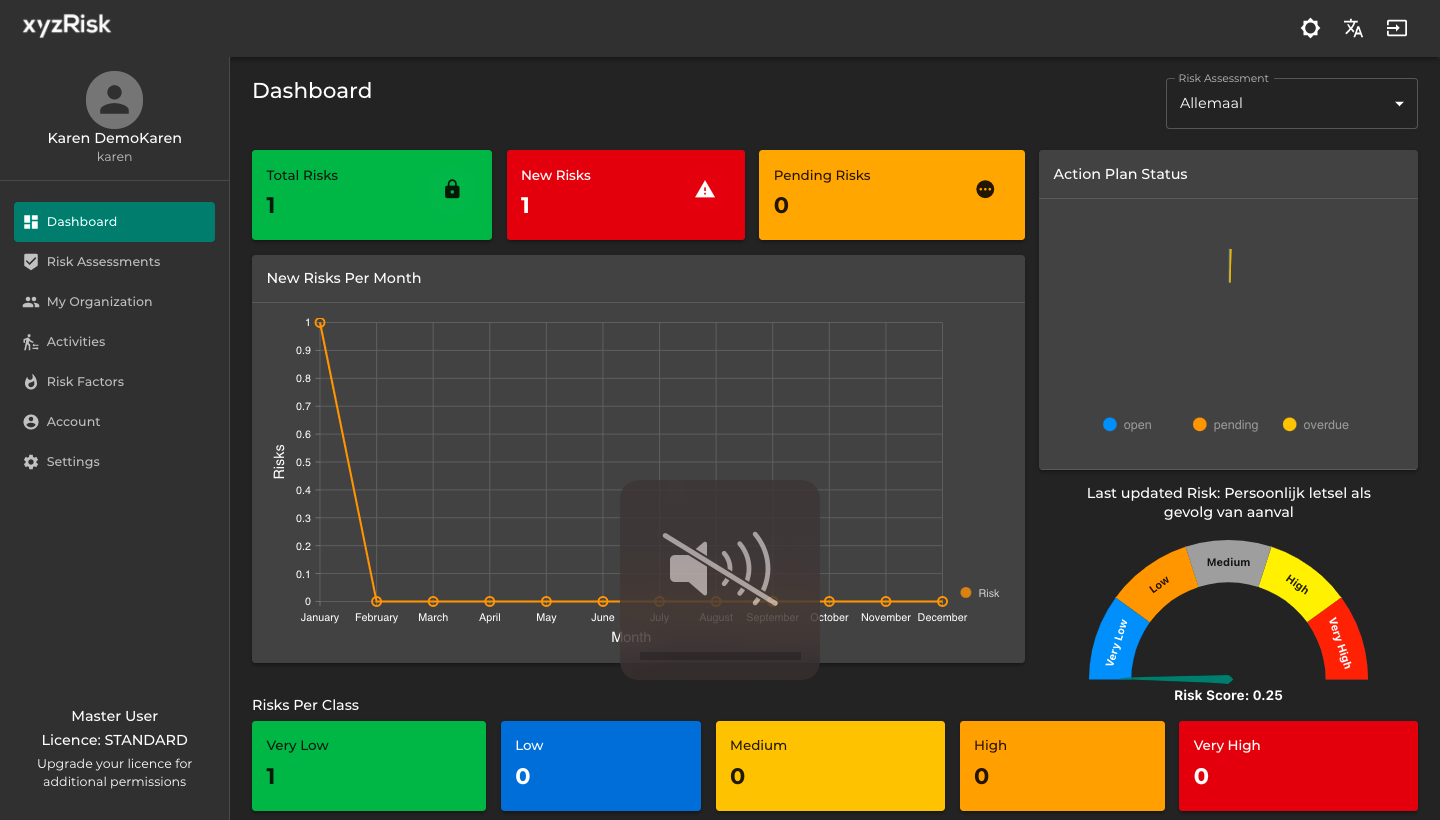 xyzRisk
Karen DemoKaren
karen
Dashboard
Risk Assessments
My Organization
Activities
Risk Factors
Account
Settings
Master User
Licence: STANDARD
Upgrade your licence for
additional permissions
Dashboard
Risk Assessment
Allemaal
Total Risks
1
New Risks
1
Pending Risks
0
New Risks Per Month
1
0.9
0.8
0.7
0.6
0.5
0.4
0.3
0.2
0.1
0
Risks
January February March April May June July August September October November December
Month
Risk
Action Plan Status
open pending overdue
Last updated Risk: Persoonlijk letsel als
gevolg van aanval
Very Low
Low
Medium
High
Very High
Risk Score: 0.25
Risks Per Class
Very Low
1
Low
0
Medium
0
High
0
Very High
0